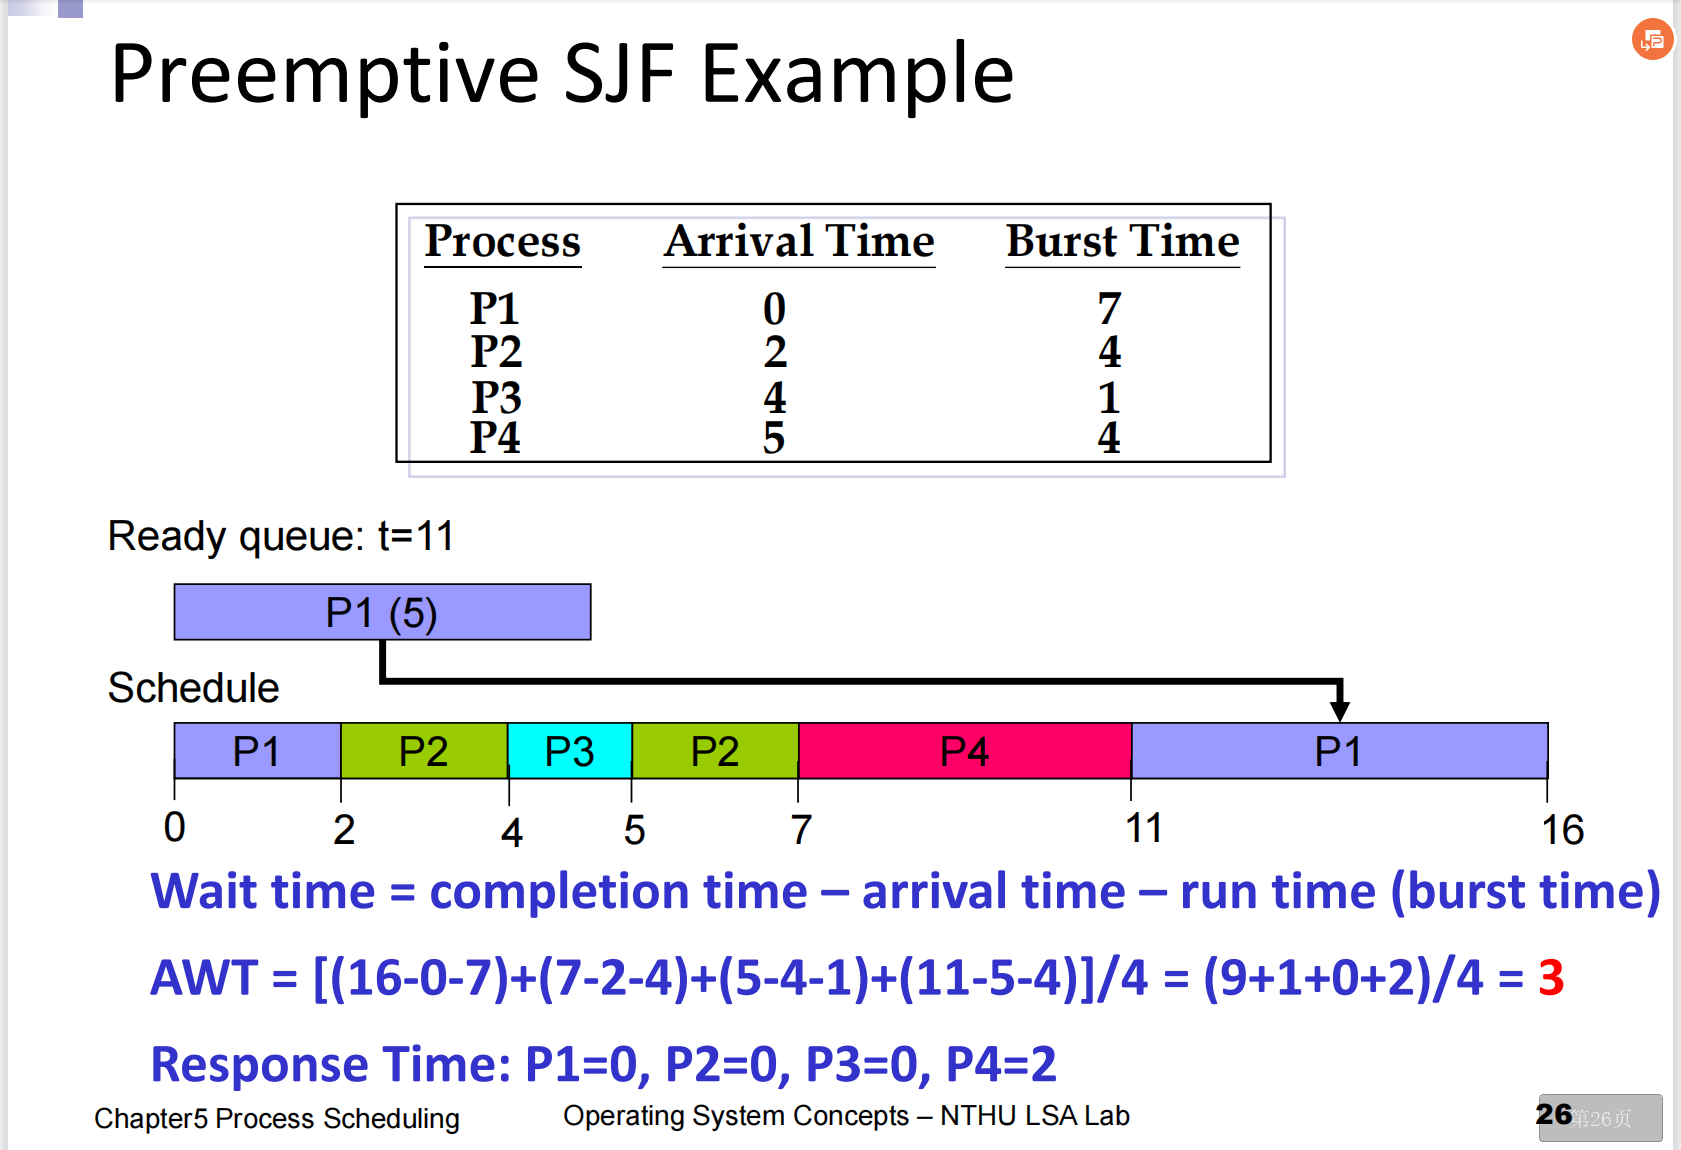 Preemptive SJF Example
Process Arrival Time Burst Time
P1 0 7
P2 2 4
P3 4 1
P4 5 4
Ready queue: t=11
P1 (5)
Schedule
P1 P2 P3 P2 P4 P1
0 2 4 5 7 11 16
Wait time = completion time – arrival time – run time (burst time)
AWT = [(16-0-7)+(7-2-4)+(5-4-1)+(11-5-4)]/4 = (9+1+0+2)/4 = 3
Response Time: P1=0, P2=0, P3=0, P4=2
Chapter5 Process Scheduling Operating System Concepts – NTHU LSA Lab 26 第26页